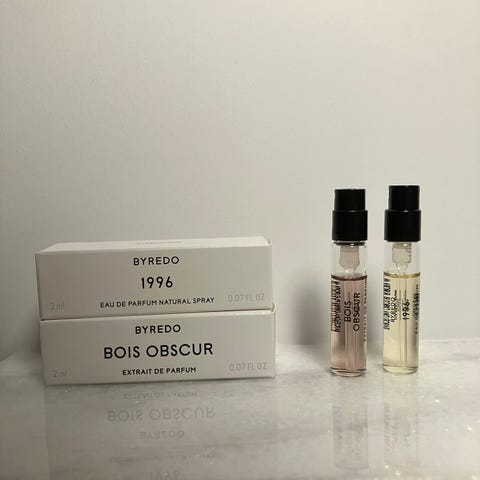 BYREDO
1996
EAU DE PARFUM NATURAL SPRAY
2 ml
0.07 FL OZ
BYREDO
BOIS OBSCUR
EXTRAIT DE PARFUM
2 ml
0.07 FL OZ
BOIS
OBSCUR
BYREDO
1996